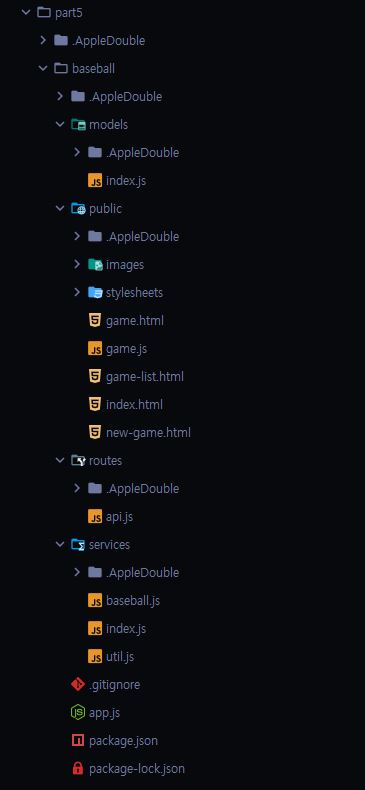 part5
.AppleDouble
baseball
.AppleDouble
models
.AppleDouble
index.js
public
.AppleDouble
images
stylesheets
game.html
game.js
game-list.html
index.html
new-game.html
routes
.AppleDouble
api.js
services
.AppleDouble
baseball.js
index.js
util.js
.gitignore
app.js
package.json
package-lock.json